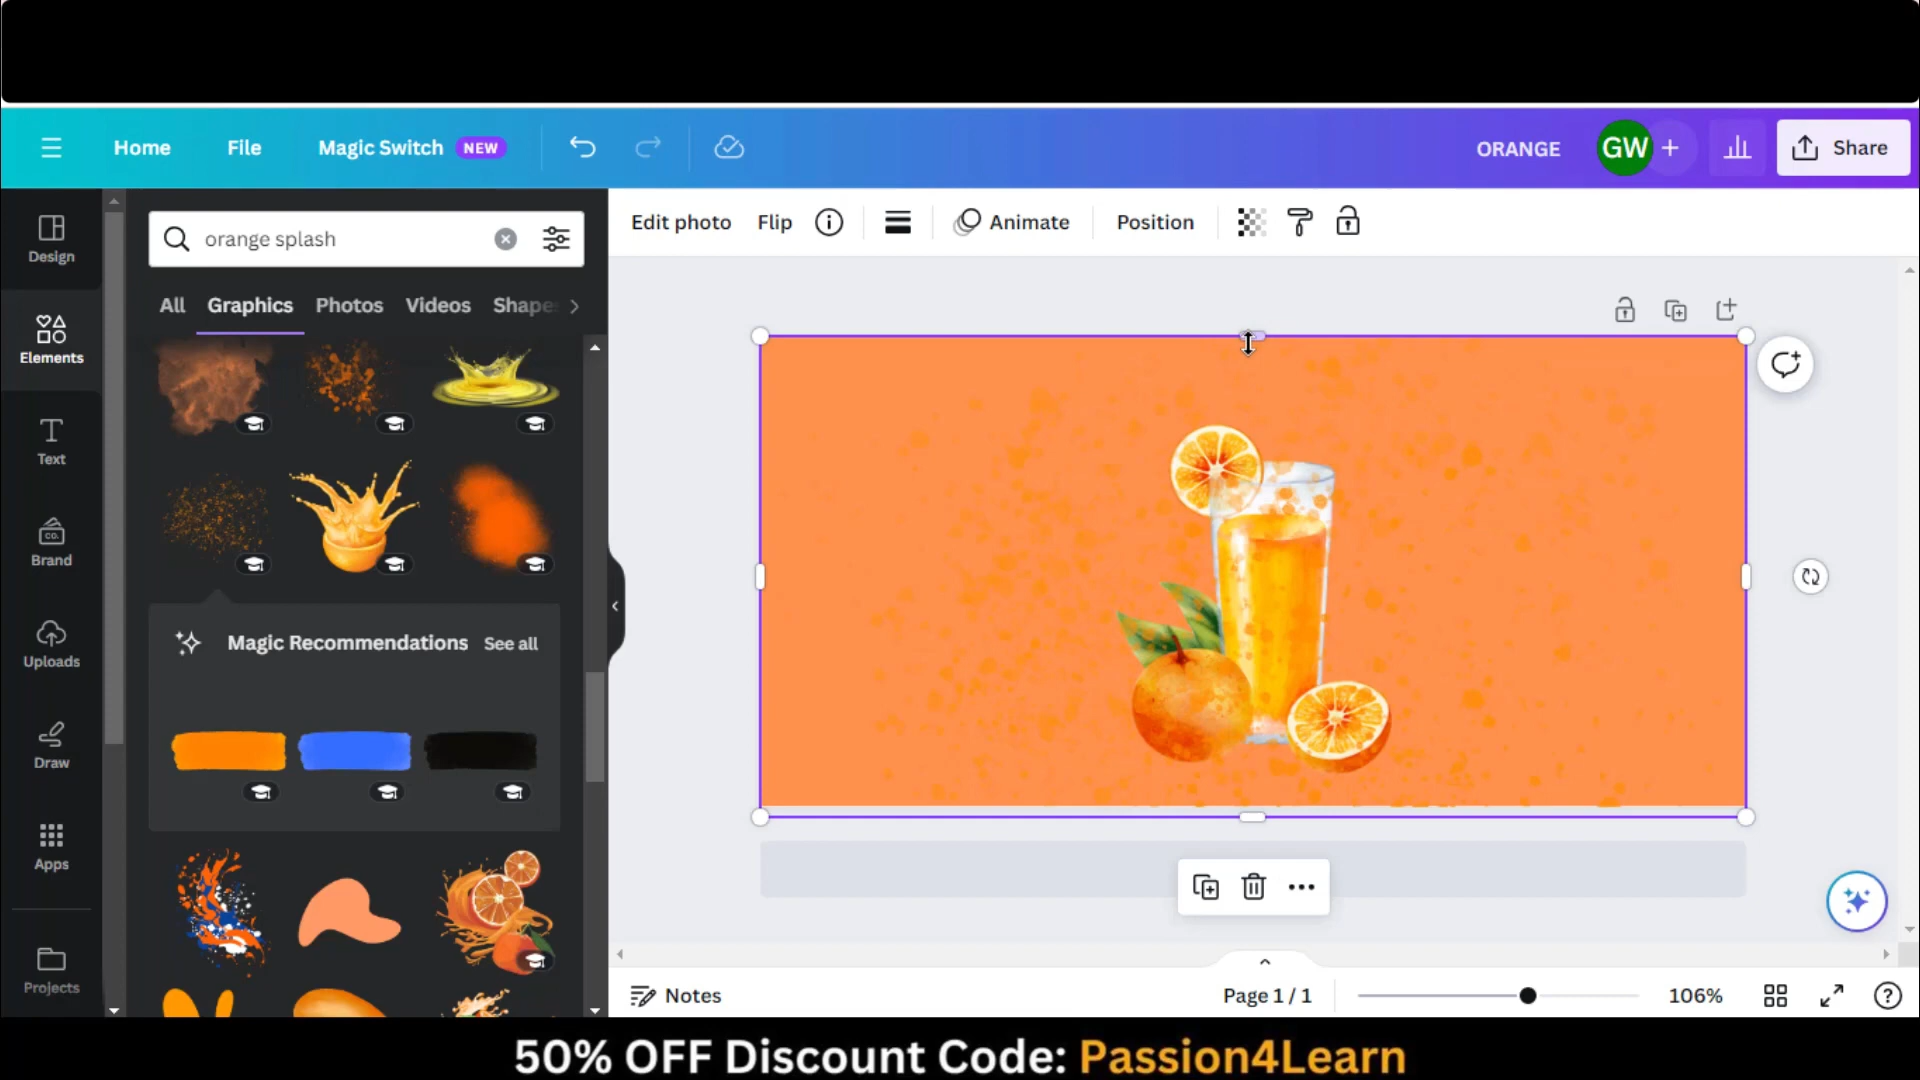 Home File Magic Switch NEW ORANGE GW + Share
Design
Elements
Text
Brand
CO.
Uploads
Draw
Apps
Projects
orange splash
All Graphics Photos Videos Shape
Magic Recommendations See all
Edit photo Flip Animate Position
Notes Page 1 / 1 106%
50% OFF Discount Code: Passion4Learn